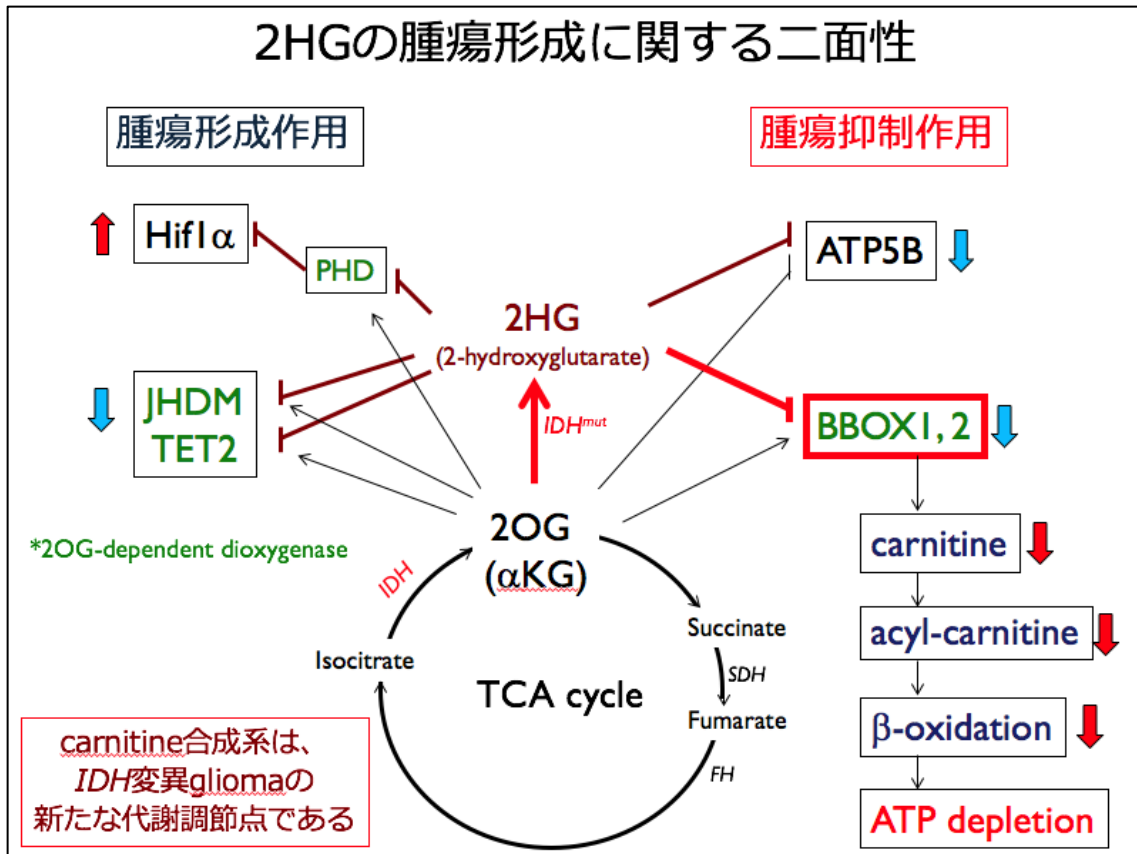 2HGの腫瘍形成に関する二面性
腫瘍形成作用
腫瘍抑制作用
Hif1α
PHD
ATP5B
2HG
(2-hydroxyglutarate)
JHDM
TET2
IDHmut
BBOX1, 2
*2OG-dependent dioxygenase
2OG
(αKG)
carnitine
IDH
Succinate
acyl-carnitine
Isocitrate
SDH
TCA cycle
Fumarate
β-oxidation
FH
carnitine合成系は、
IDH変異gliomaの
新たな代謝調節点である
ATP depletion